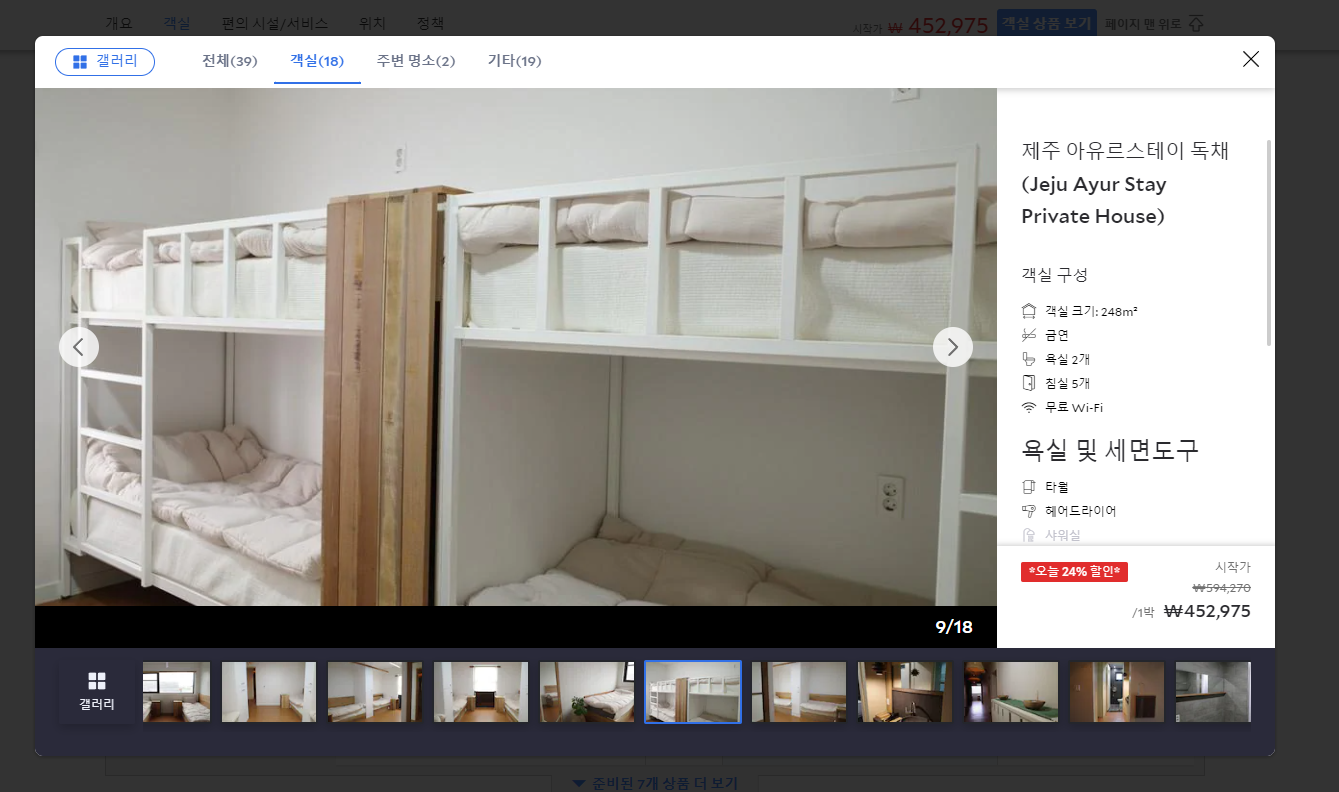 개요 객실 편의 시설/서비스 위치 정책 시작가 ₩ 452,975 객실 상품 보기 페이지 맨 위로
갤러리 전체(39) 객실(18) 주변 명소(2) 기타(19)
제주 아유르스테이 독채
(Jeju Ayur Stay
Private House)
객실 구성
객실 크기: 248m²
금연
욕실 2개
침실 5개
무료 Wi-Fi
욕실 및 세면도구
타월
헤어드라이어
샤워실
*오늘 24% 할인*
시작가
₩594,270
/1박 ₩452,975
9/18
갤러리
준비된 7개 상품 더 보기